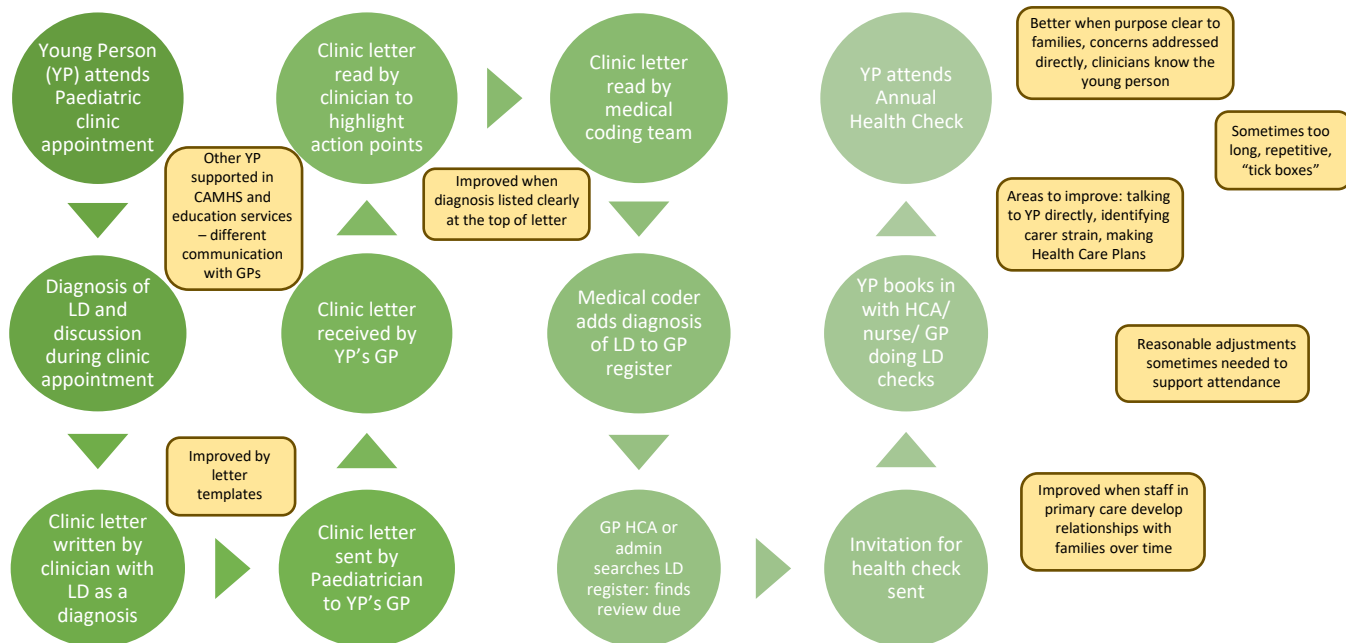 Young Person
(YP) attends
Paediatric
clinic
appointment
Other YP
supported in
CAMHS and
education services
– different
communication
with GPs
Diagnosis of
LD and
discussion
during clinic
appointment
Clinic letter
written by
clinician with
LD as a
diagnosis
Improved by
letter
templates
Clinic letter
sent by
Paediatrician
to YP’s GP
Clinic letter
received by
YP’s GP
Clinic letter
read by
clinician to
highlight
action points
Improved when
diagnosis listed clearly
at the top of letter
Clinic letter
read by
medical
coding team
Medical coder
adds diagnosis
of LD to GP
register
GP HCA or
admin
searches LD
register: finds
review due
Invitation for
health check
sent
Improved when staff in
primary care develop
relationships with
families over time
YP books in
with HCA/
nurse/ GP
doing LD
checks
Reasonable adjustments
sometimes needed to
support attendance
YP attends
Annual
Health Check
Better when purpose clear to
families, concerns addressed
directly, clinicians know the
young person
Sometimes too
long, repetitive,
“tick boxes”
Areas to improve: talking
to YP directly, identifying
carer strain, making
Health Care Plans